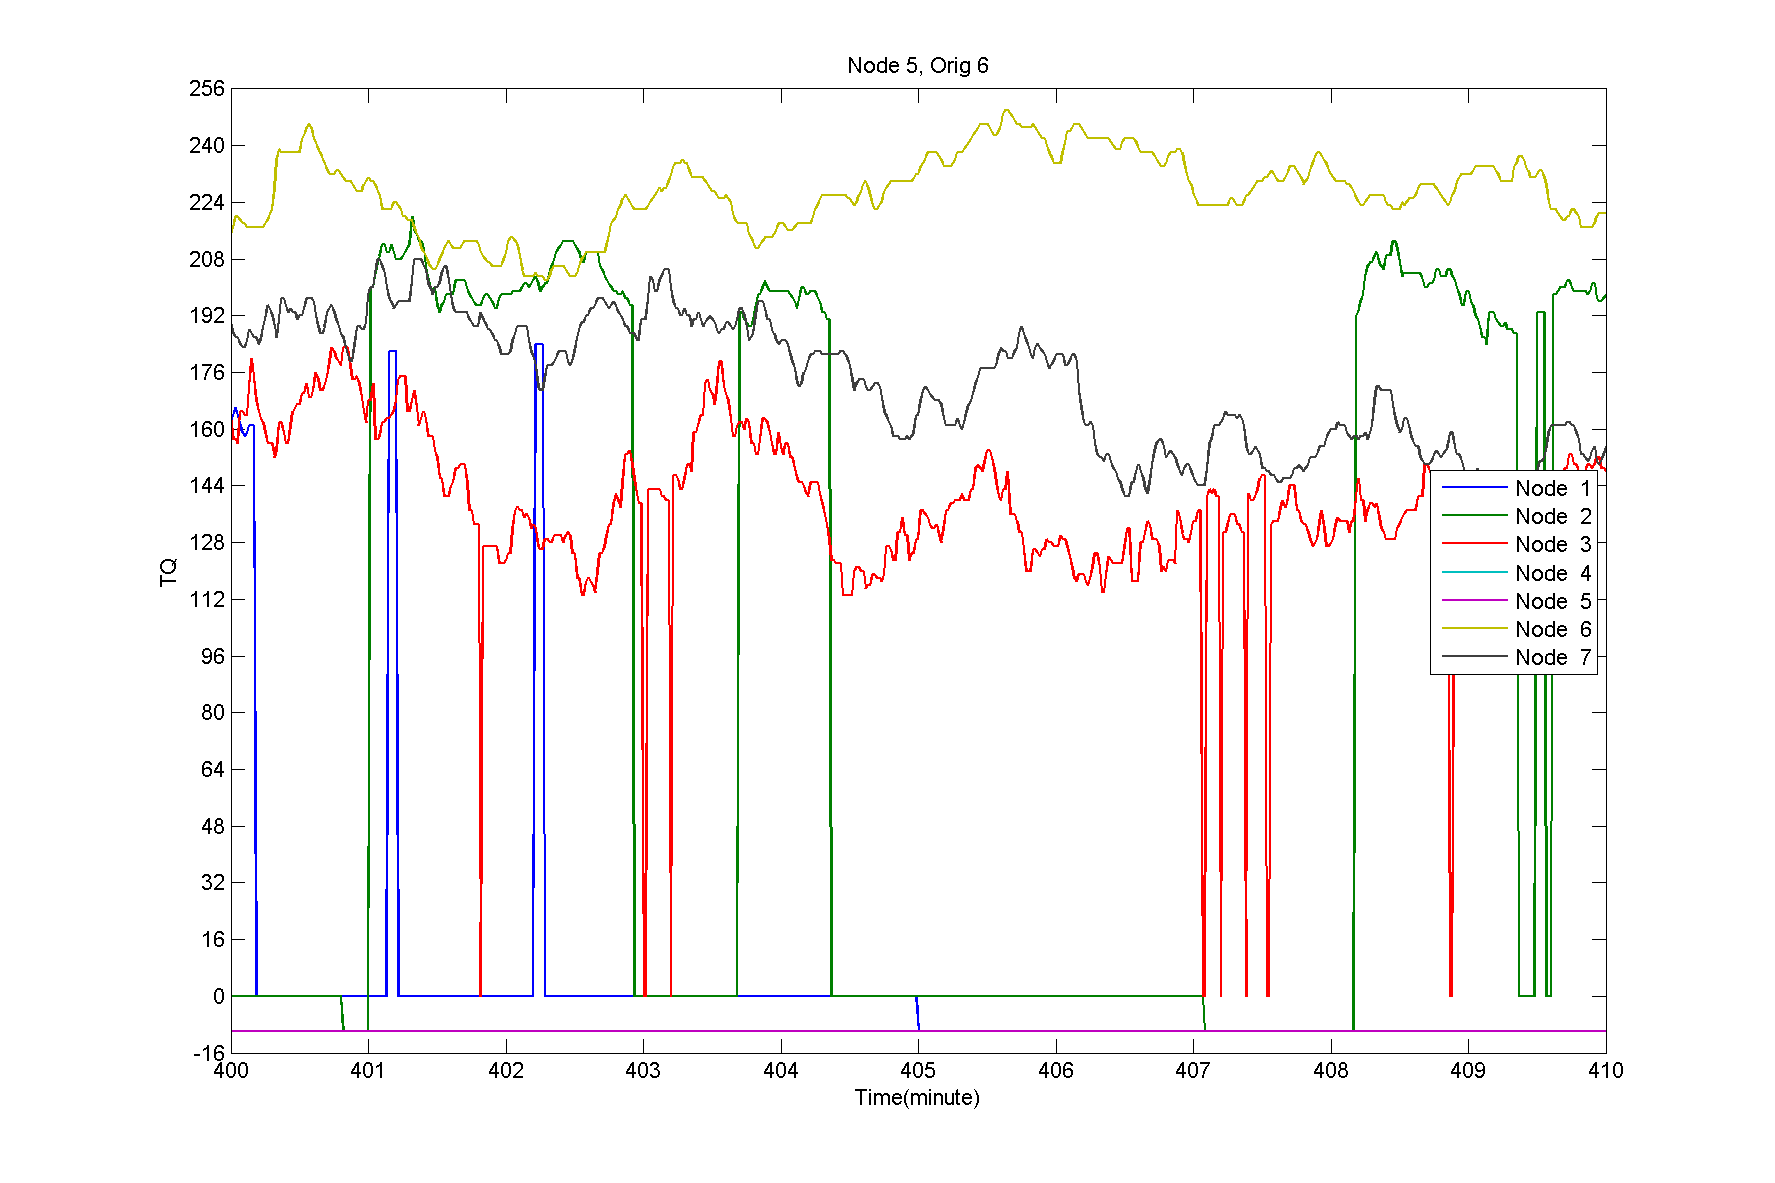 Node 5, Orig 6
256
240
224
208
192
176
160
144
128
112
96
80
64
48
32
16
0
-16
TQ
Node 1
Node 2
Node 3
Node 4
Node 5
Node 6
Node 7
400 401 402 403 404 405 406 407 408 409 410
Time(minute)